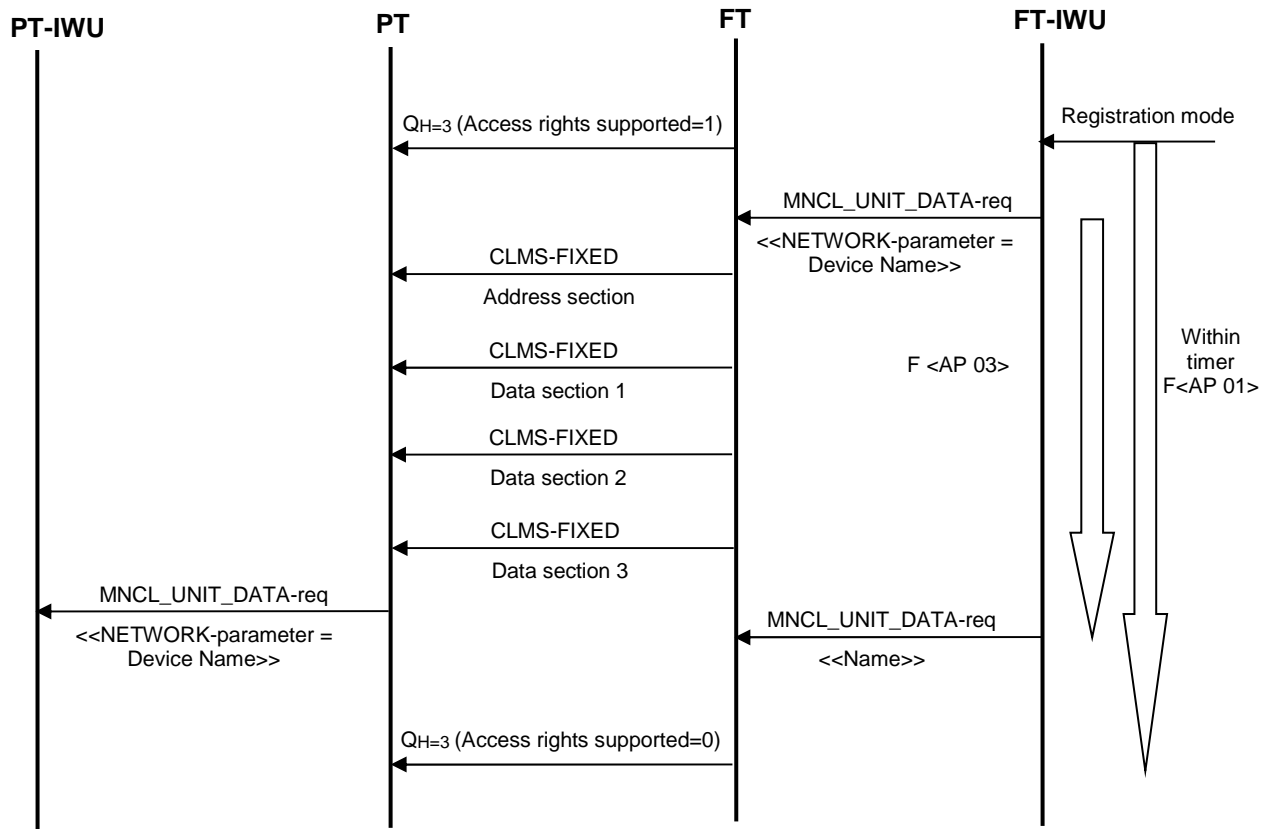 PT-IWU
PT
FT
FT-IWU
QH=3 (Access rights supported=1)
Registration mode
MNCL_UNIT_DATA-req
<<NETWORK-parameter =
Device Name>>
CLMS-FIXED
Address section
CLMS-FIXED
Data section 1
F <AP 03>
Within
timer
F<AP 01>
CLMS-FIXED
Data section 2
CLMS-FIXED
Data section 3
MNCL_UNIT_DATA-req
<<NETWORK-parameter =
Device Name>>
MNCL_UNIT_DATA-req
<<Name>>
QH=3 (Access rights supported=0)